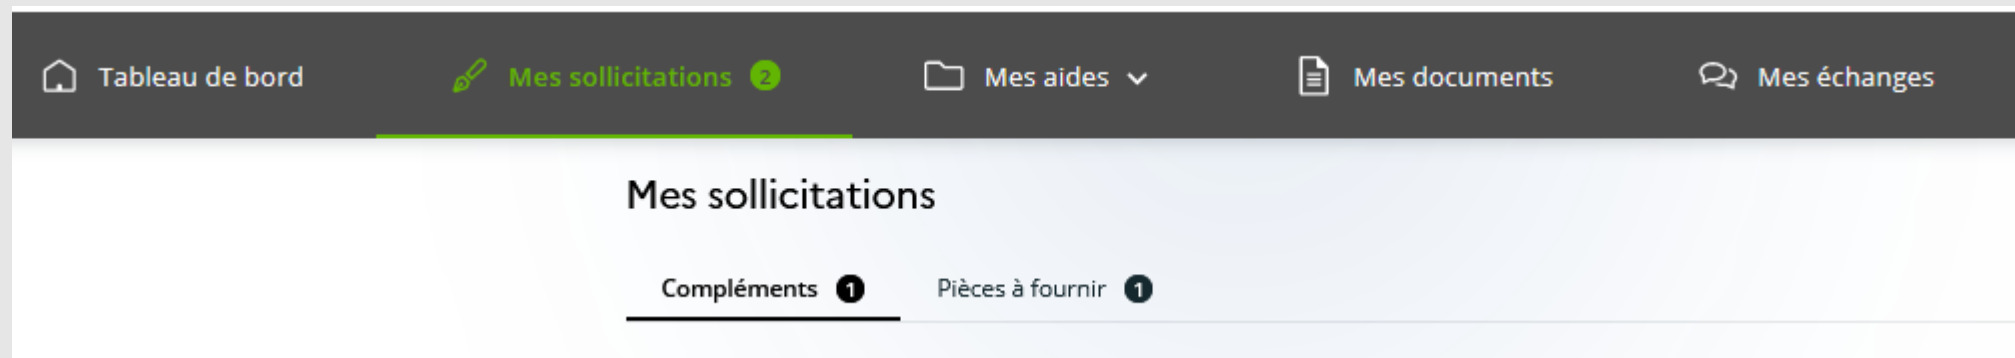 Tableau de bord Mes sollicitations 2 Mes aides Mes documents Mes échanges
Mes sollicitations
Compléments 1 Pièces à fournir 1